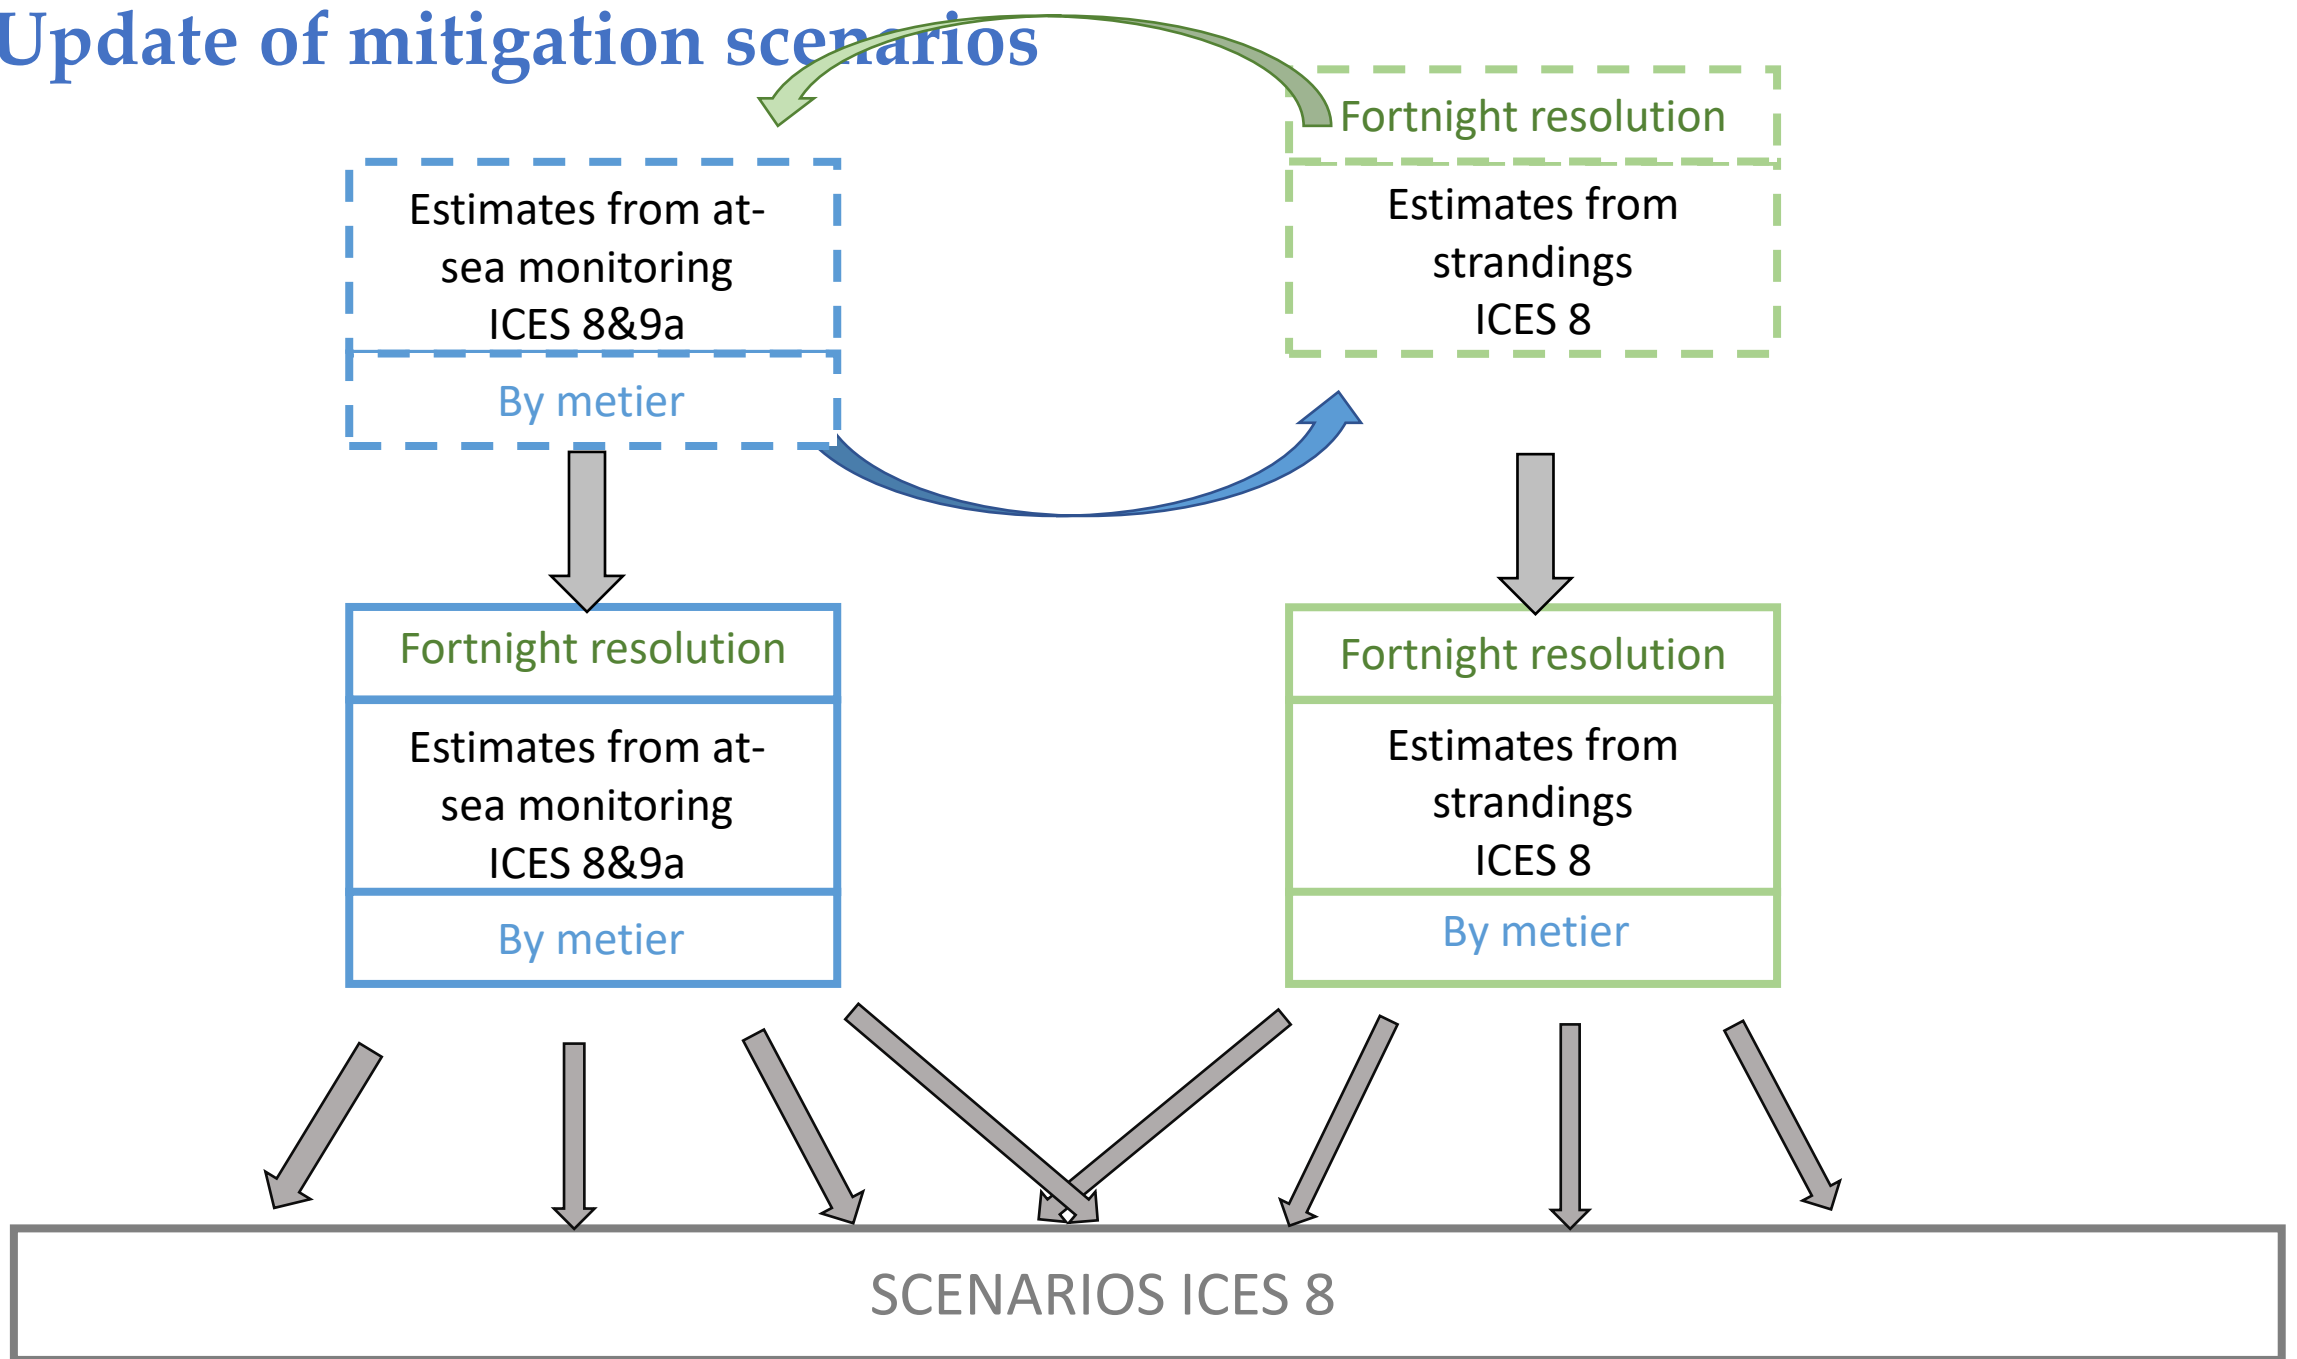 Update of mitigation scenarios
Fortnight resolution
Estimates from at-
sea monitoring
ICES 8&9a
By metier
Estimates from
strandings
ICES 8
Fortnight resolution
Estimates from at-
sea monitoring
ICES 8&9a
By metier
Fortnight resolution
Estimates from
strandings
ICES 8
By metier
SCENARIOS ICES 8